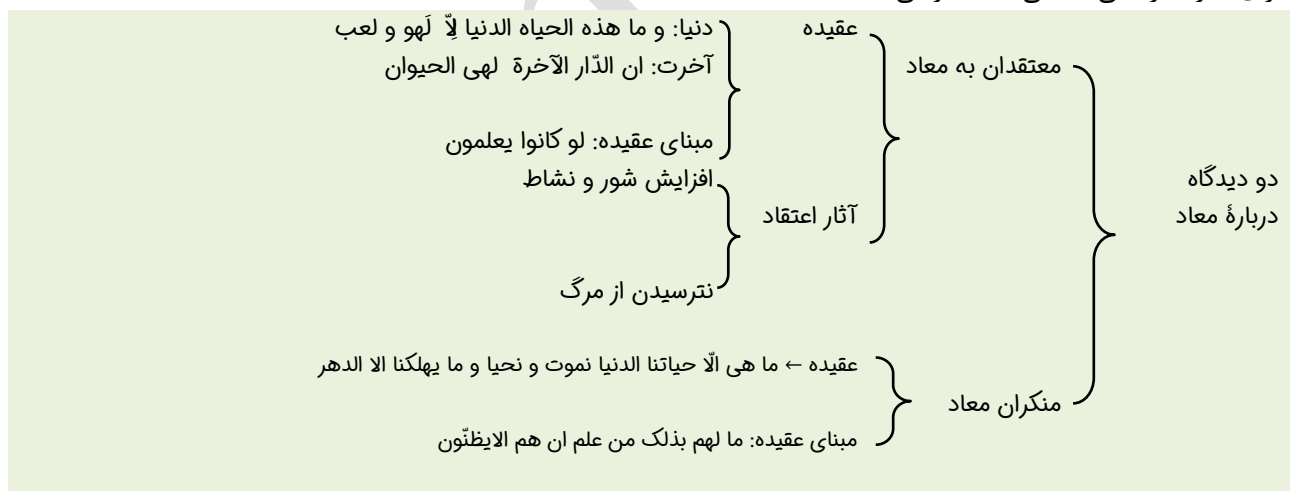 دو دیدگاه
دربارهٔ معاد
معتقدان به معاد
عقیده
دنیا: و ما هذه الحیاه الدنیا لِاّ لَهو و لعب
آخرت: ان الدّار الآخرة لهی الحیوان
مبنای عقیده: لو کانوا یعلمون
آثار اعتقاد
افزایش شور و نشاط
نترسیدن از مرگ
منکران معاد
عقیده ← ما هی الّا حیاتنا الدنیا نموت و نحیا و ما یهلکنا الا الدهر
مبنای عقیده: ما لهم بذلک من علم ان هم الایظنّون